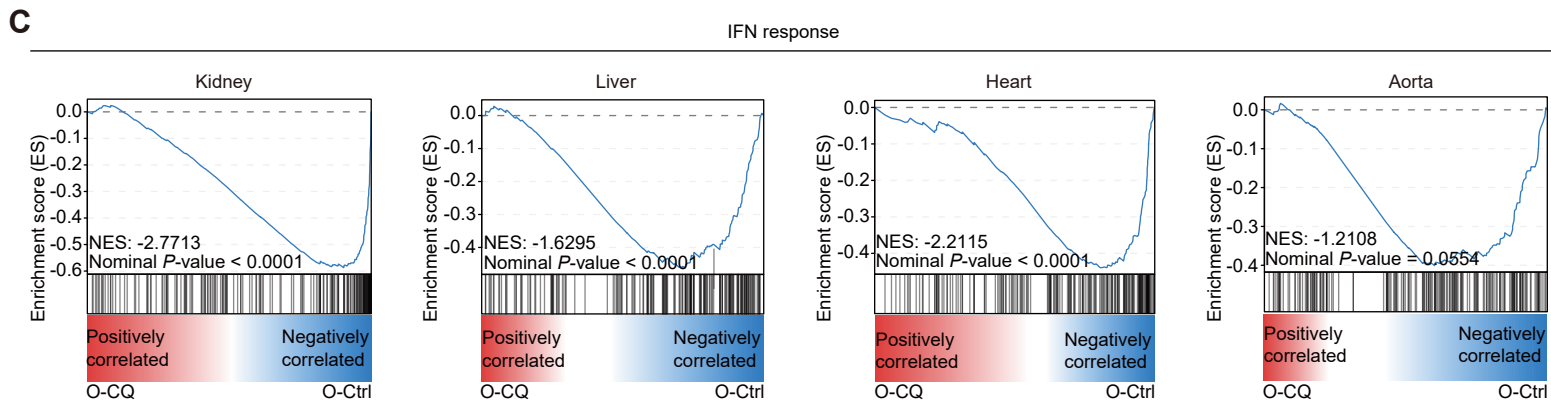 C
IFN response
Kidney
Enrichment score (ES)
0.0
-0.1
-0.2
-0.3
-0.4
-0.5
-0.6
NES: -2.7713
Nominal P-value < 0.0001
Positively
correlated
Negatively
correlated
O-CQ
O-Ctrl
Liver
Enrichment score (ES)
0.0
-0.1
-0.2
-0.3
-0.4
NES: -1.6295
Nominal P-value < 0.0001
Positively
correlated
Negatively
correlated
O-CQ
O-Ctrl
Heart
Enrichment score (ES)
0.0
-0.1
-0.2
-0.3
-0.4
NES: -2.2115
Nominal P-value < 0.0001
Positively
correlated
Negatively
correlated
O-CQ
O-Ctrl
Aorta
Enrichment score (ES)
0.0
-0.1
-0.2
-0.3
-0.4
NES: -1.2108
Nominal P-value = 0.0554
Positively
correlated
Negatively
correlated
O-CQ
O-Ctrl